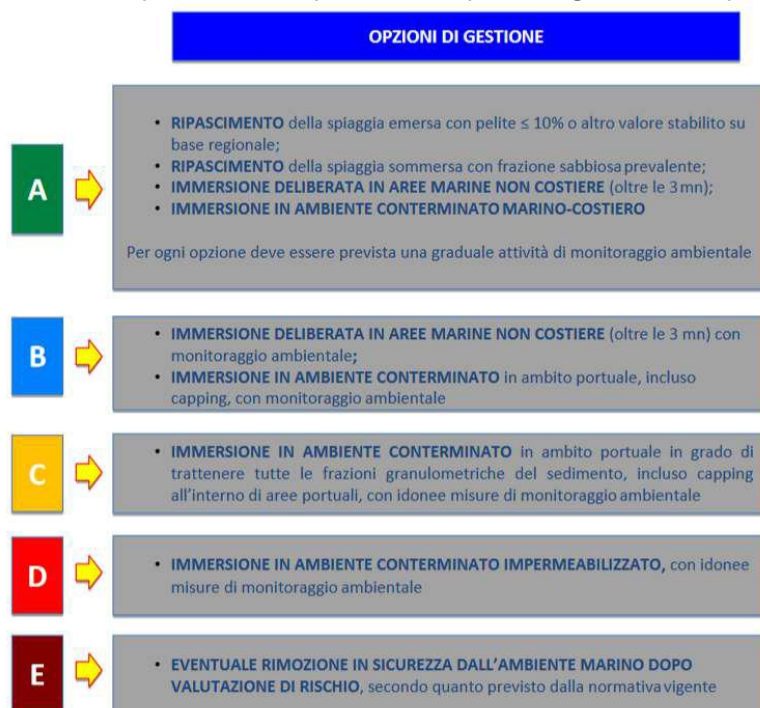 OPZIONI DI GESTIONE
A
• RIPASCIMENTO della spiaggia emersa con pelite ≤ 10% o altro valore stabilito su
base regionale;
• RIPASCIMENTO della spiaggia sommersa con frazione sabbiosa prevalente;
• IMMERSIONE DELIBERATA IN AREE MARINE NON COSTIERE (oltre le 3 mn);
• IMMERSIONE IN AMBIENTE CONTERMINATO MARINO-COSTIERO
Per ogni opzione deve essere prevista una graduale attività di monitoraggio ambientale
B
• IMMERSIONE DELIBERATA IN AREE MARINE NON COSTIERE (oltre le 3 mn) con
monitoraggio ambientale;
• IMMERSIONE IN AMBIENTE CONTERMINATO in ambito portuale, incluso
capping, con monitoraggio ambientale
C
• IMMERSIONE IN AMBIENTE CONTERMINATO in ambito portuale in grado di
trattenere tutte le frazioni granulometriche del sedimento, incluso capping
all'interno di aree portuali, con idonee misure di monitoraggio ambientale
D
• IMMERSIONE IN AMBIENTE CONTERMINATO IMPERMEABILIZZATO, con idonee
misure di monitoraggio ambientale
E
• EVENTUALE RIMOZIONE IN SICUREZZA DALL'AMBIENTE MARINO DOPO
VALUTAZIONE DI RISCHIO, secondo quanto previsto dalla normativa vigente